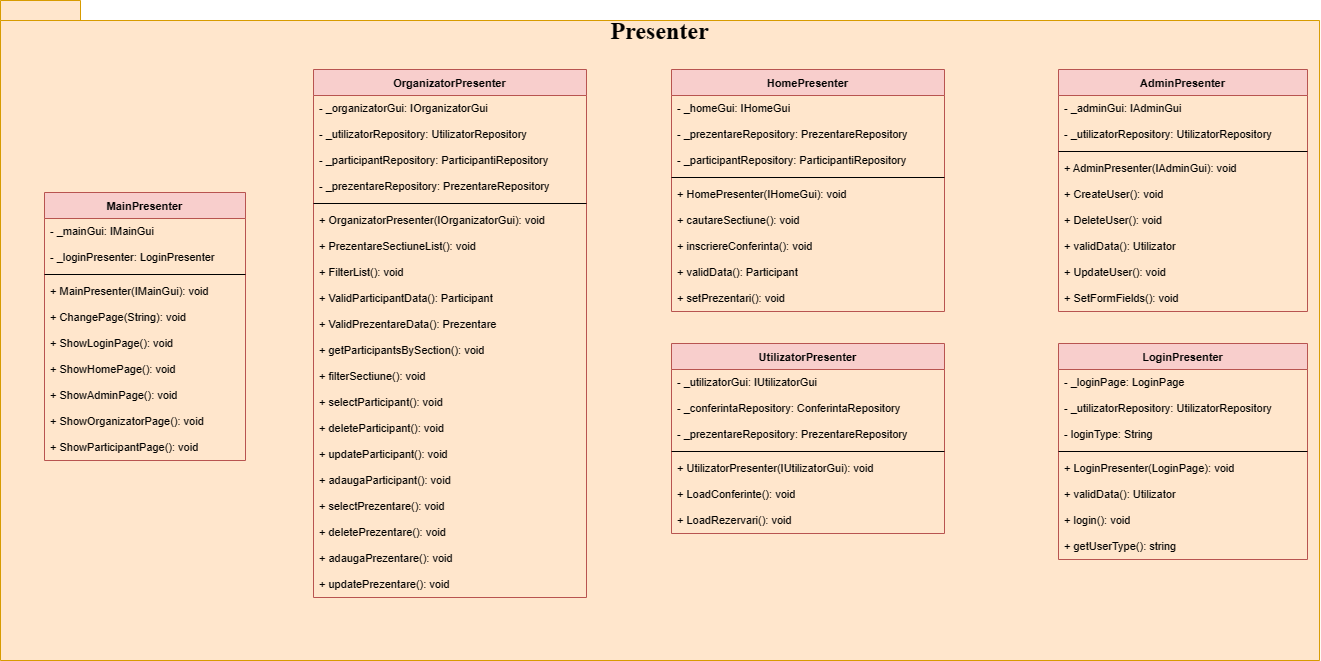 Presenter
MainPresenter
- _mainGui: IMainGui
- _loginPresenter: LoginPresenter
+ MainPresenter(IMainGui): void
+ ChangePage(String): void
+ ShowLoginPage(): void
+ ShowHomePage(): void
+ ShowAdminPage(): void
+ ShowOrganizatorPage(): void
+ ShowParticipantPage(): void
OrganizatorPresenter
- _organizatorGui: IOrganizatorGui
- _utilizatorRepository: UtilizatorRepository
- _participantRepository: ParticipantiRepository
- _prezentareRepository: PrezentareRepository
+ OrganizatorPresenter(IOrganizatorGui): void
+ PrezentareSectiuneList(): void
+ FilterList(): void
+ ValidParticipantData(): Participant
+ ValidPrezentareData(): Prezentare
+ getParticipantsBySection(): void
+ filterSectiune(): void
+ selectParticipant(): void
+ deleteParticipant(): void
+ updateParticipant(): void
+ adaugaParticipant(): void
+ selectPrezentare(): void
+ deletePrezentare(): void
+ adaugaPrezentare(): void
+ updatePrezentare(): void
HomePresenter
- _homeGui: IHomeGui
- _prezentareRepository: PrezentareRepository
- _participantRepository: ParticipantiRepository
+ HomePresenter(IHomeGui): void
+ cautareSectiune(): void
+ inscriereConferinta(): void
+ validData(): Participant
+ setPrezentari(): void
UtilizatorPresenter
- _utilizatorGui: IUtilizatorGui
- _conferintaRepository: ConferintaRepository
- _prezentareRepository: PrezentareRepository
+ UtilizatorPresenter(IUtilizatorGui): void
+ LoadConferinte(): void
+ LoadRezervari(): void
AdminPresenter
- _adminGui: IAdminGui
- _utilizatorRepository: UtilizatorRepository
+ AdminPresenter(IAdminGui): void
+ CreateUser(): void
+ DeleteUser(): void
+ validData(): Utilizator
+ UpdateUser(): void
+ SetFormFields(): void
LoginPresenter
- _loginPage: LoginPage
- _utilizatorRepository: UtilizatorRepository
- loginType: String
+ LoginPresenter(LoginPage): void
+ validData(): Utilizator
+ login(): void
+ getUserType(): string